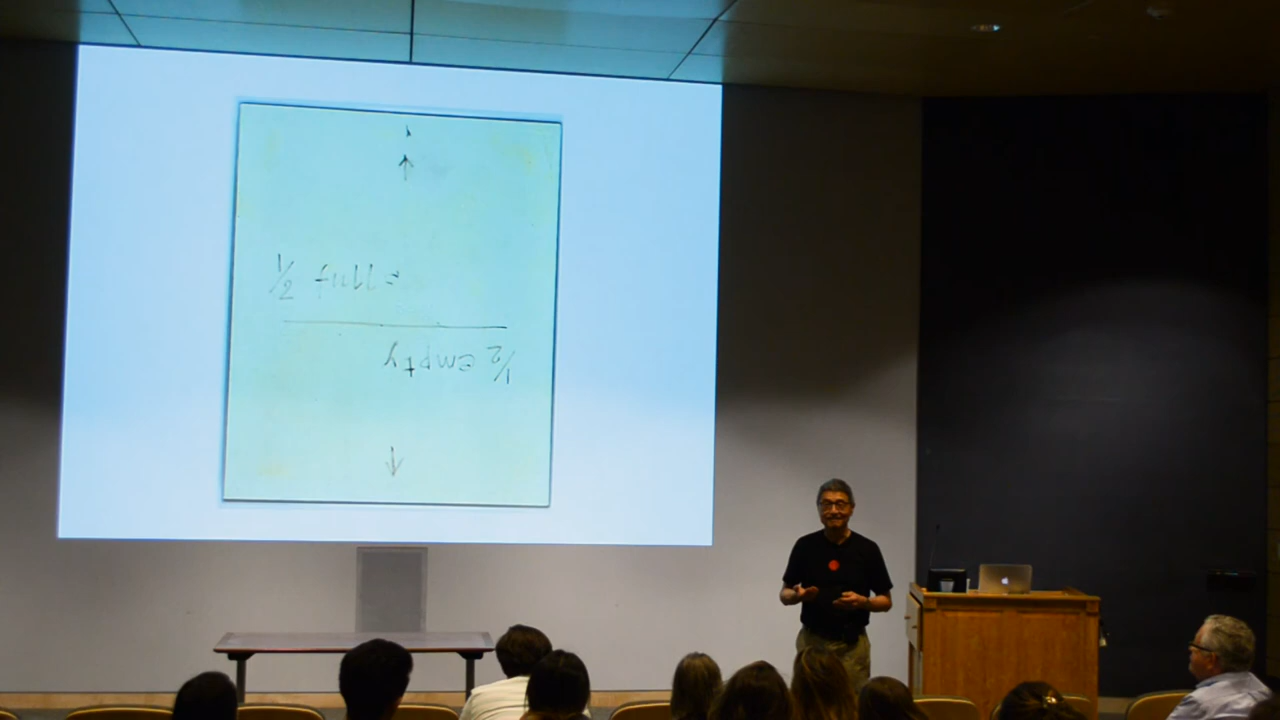 ½ full =
½ empty